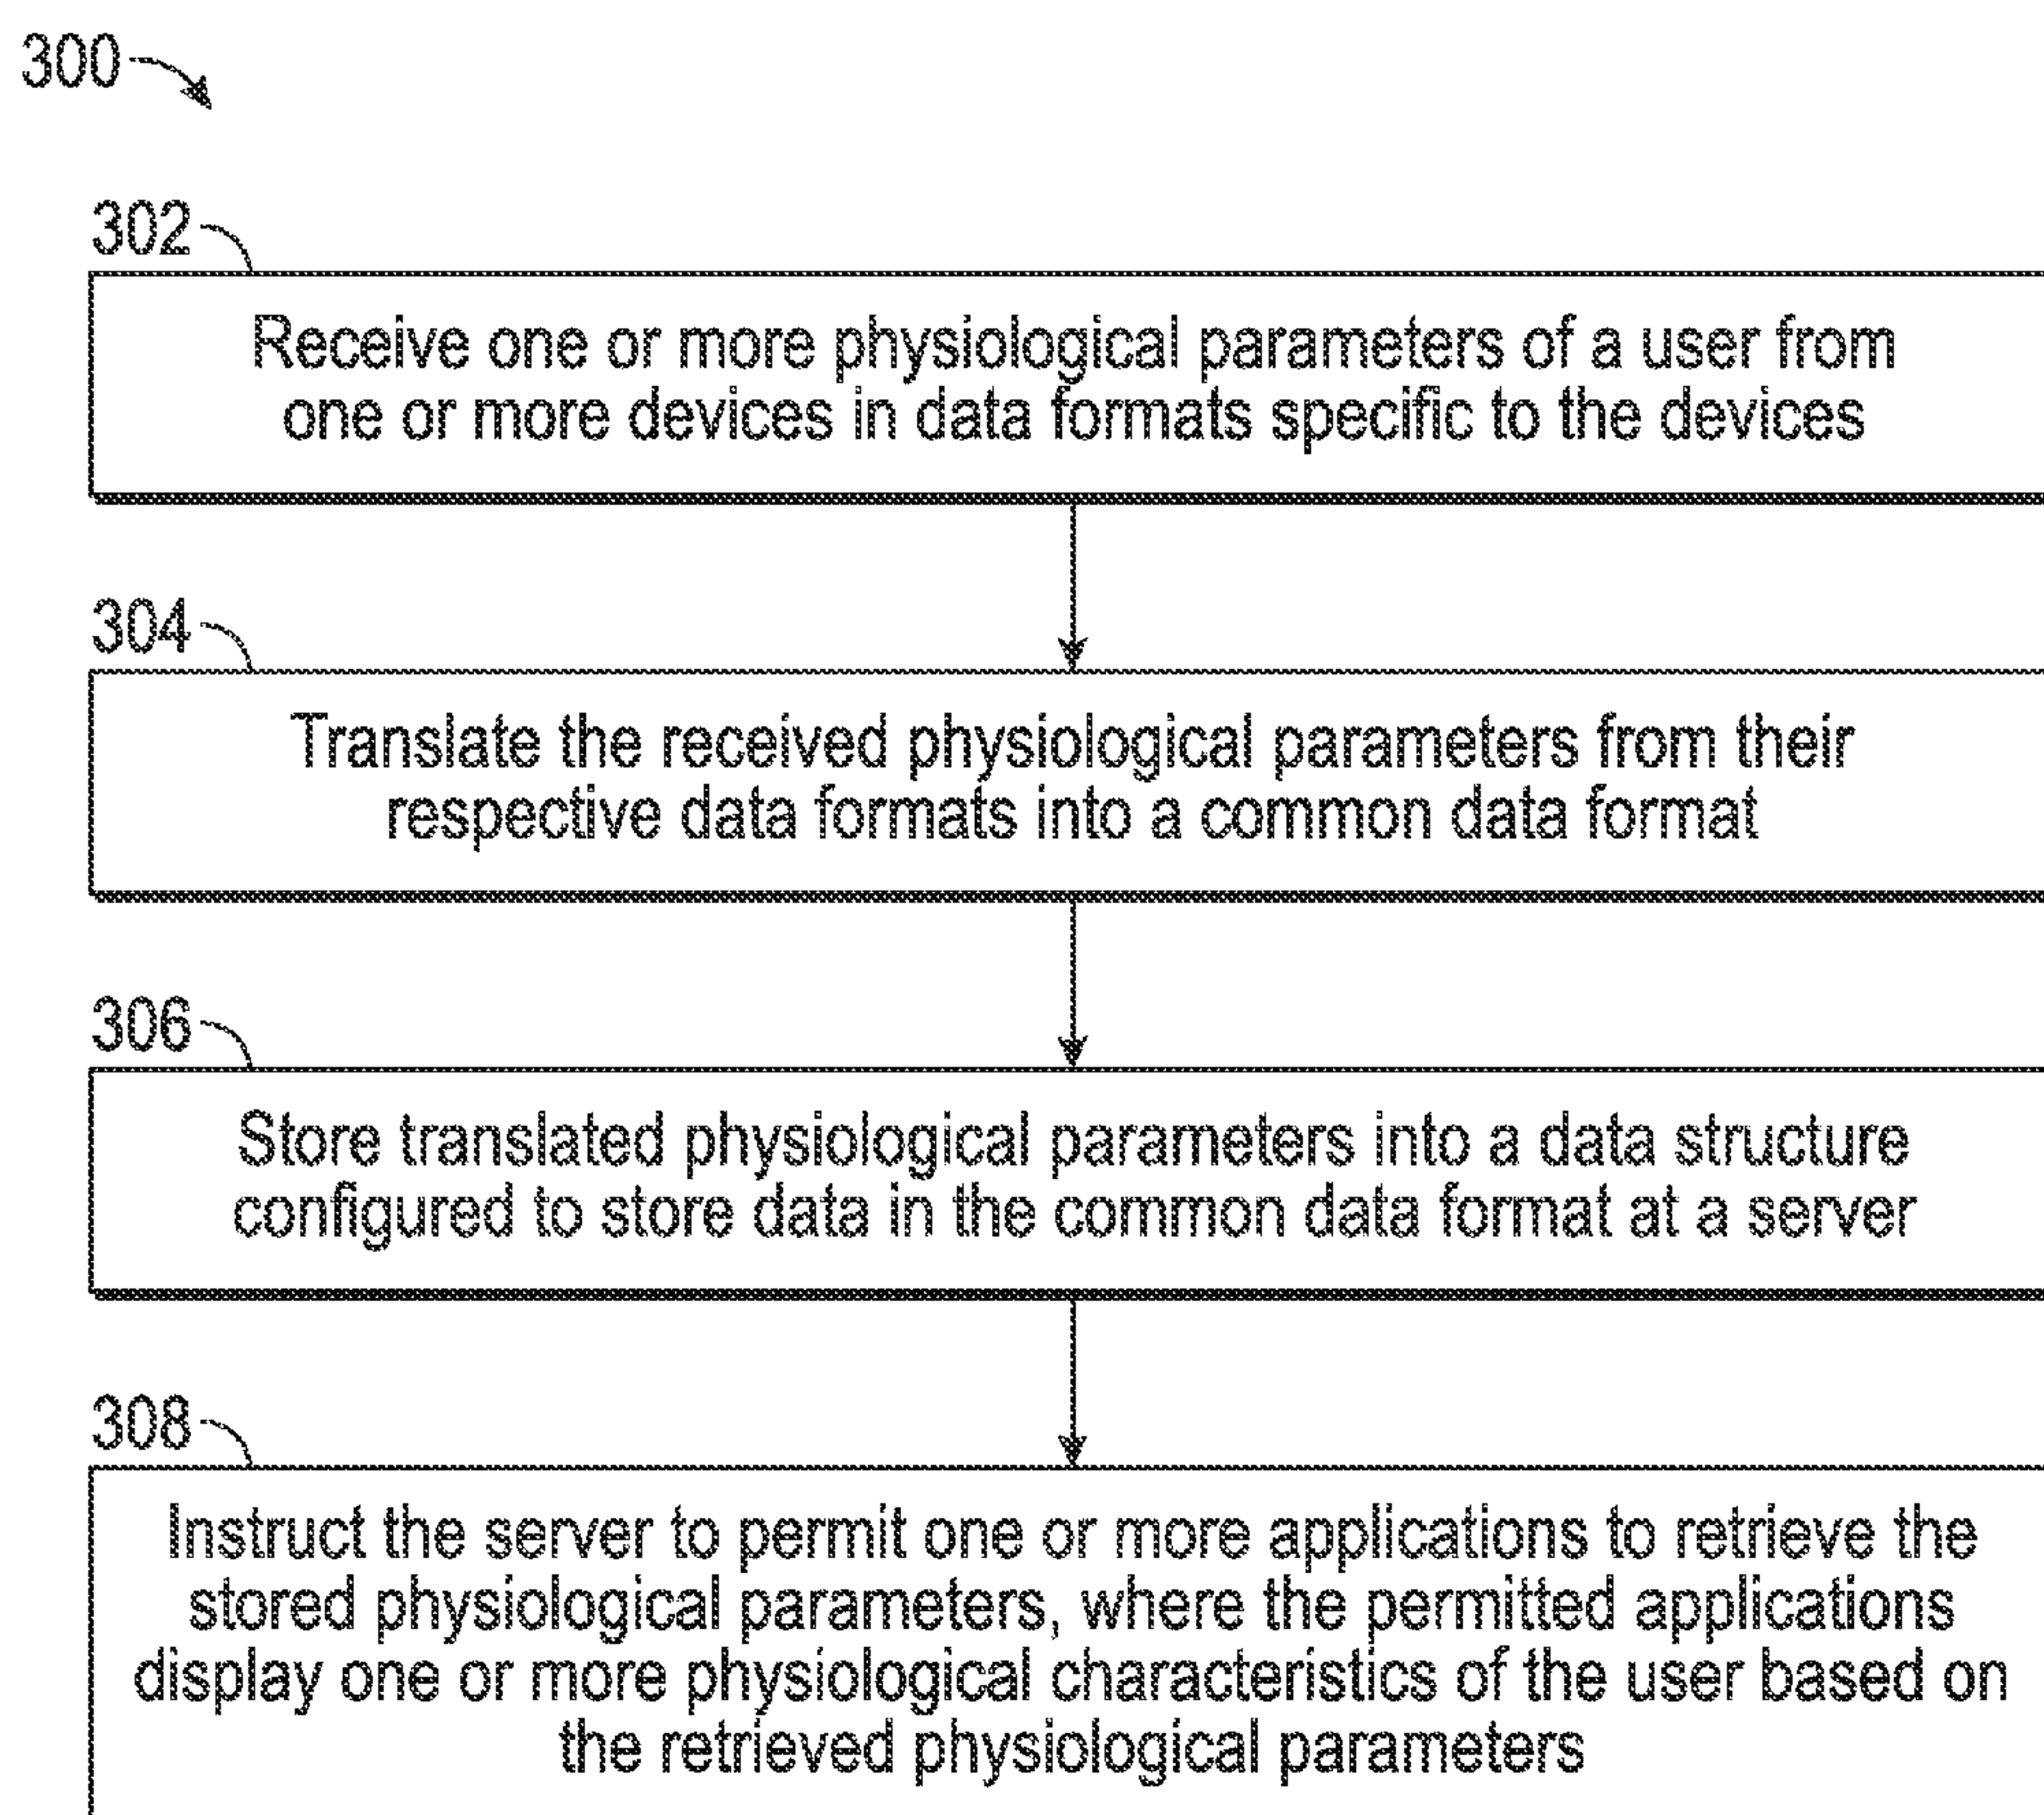 300
302
Receive one or more physiological parameters of a user from
one or more devices in data formats specific to the devices
304
Translate the received physiological parameters from their
respective data formats into a common data format
306
Store translated physiological parameters into a data structure
configured to store data in the common data format at a server
308
Instruct the server to permit one or more applications to retrieve the
stored physiological parameters, where the permitted applications
display one or more physiological characteristics of the user based on
the retrieved physiological parameters